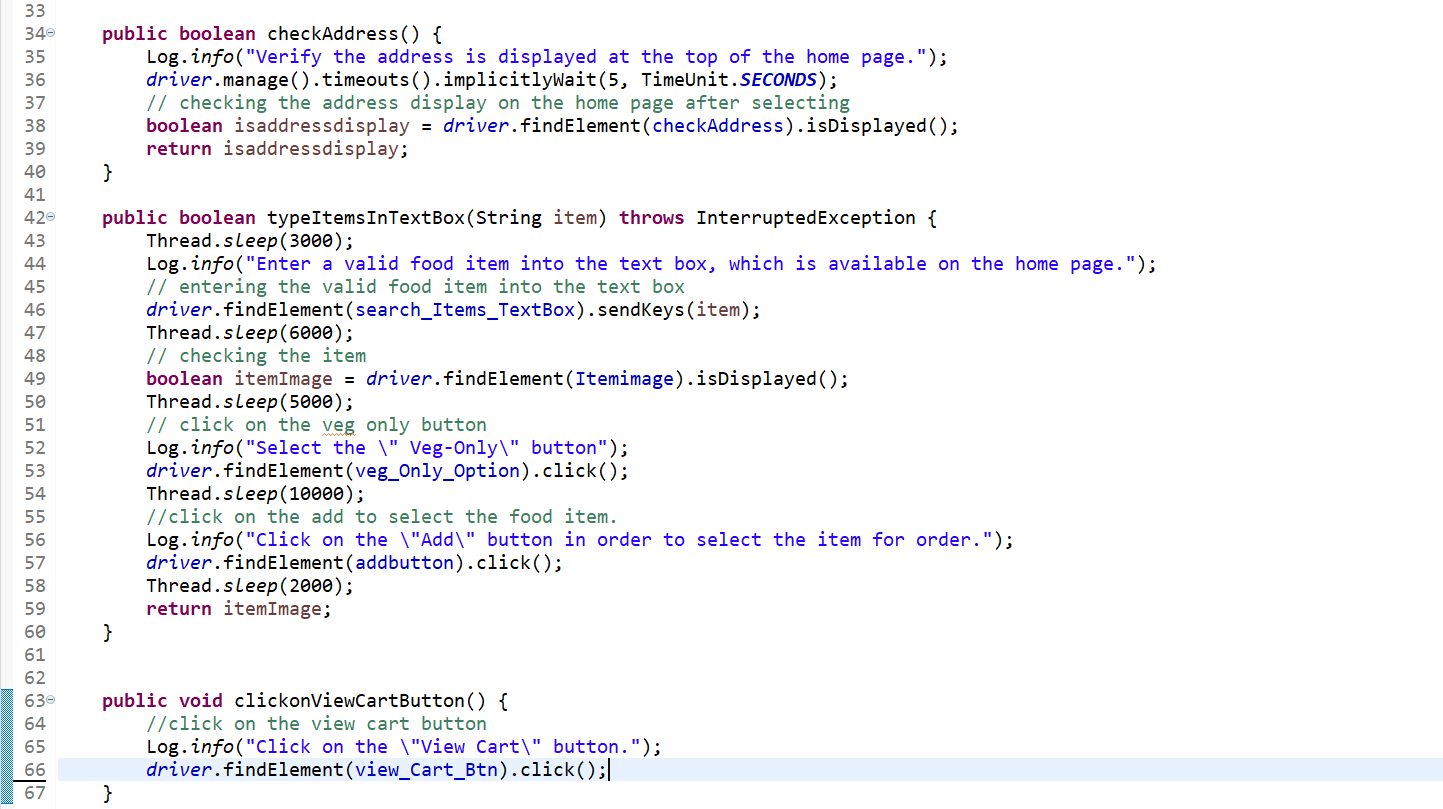 33
34 public boolean checkAddress() {
35 Log.info("Verify the address is displayed at the top of the home page.");
36 driver.manage().timeouts().implicitlyWait(5, TimeUnit.SECONDS);
37 // checking the address display on the home page after selecting
38 boolean isaddressdisplay = driver.findElement(checkAddress).isDisplayed();
39 return isaddressdisplay;
40 }
41
42 public boolean typeItemsInTextBox(String item) throws InterruptedException {
43 Thread.sleep(3000);
44 Log.info("Enter a valid food item into the text box, which is available on the home page.");
45 // entering the valid food item into the text box
46 driver.findElement(search_Items_TextBox).sendKeys(item);
47 Thread.sleep(6000);
48 // checking the item
49 boolean itemImage = driver.findElement(Itemimage).isDisplayed();
50 Thread.sleep(5000);
51 // click on the veg only button
52 Log.info("Select the \" Veg-Only\" button");
53 driver.findElement(veg_Only_Option).click();
54 Thread.sleep(10000);
55 //click on the add to select the food item.
56 Log.info("Click on the \"Add\" button in order to select the item for order.");
57 driver.findElement(addbutton).click();
58 Thread.sleep(2000);
59 return itemImage;
60 }
61
62
63 public void clickonViewCartButton() {
64 //click on the view cart button
65 Log.info("Click on the \"View Cart\" button.");
66 driver.findElement(view_Cart_Btn).click();
67 }